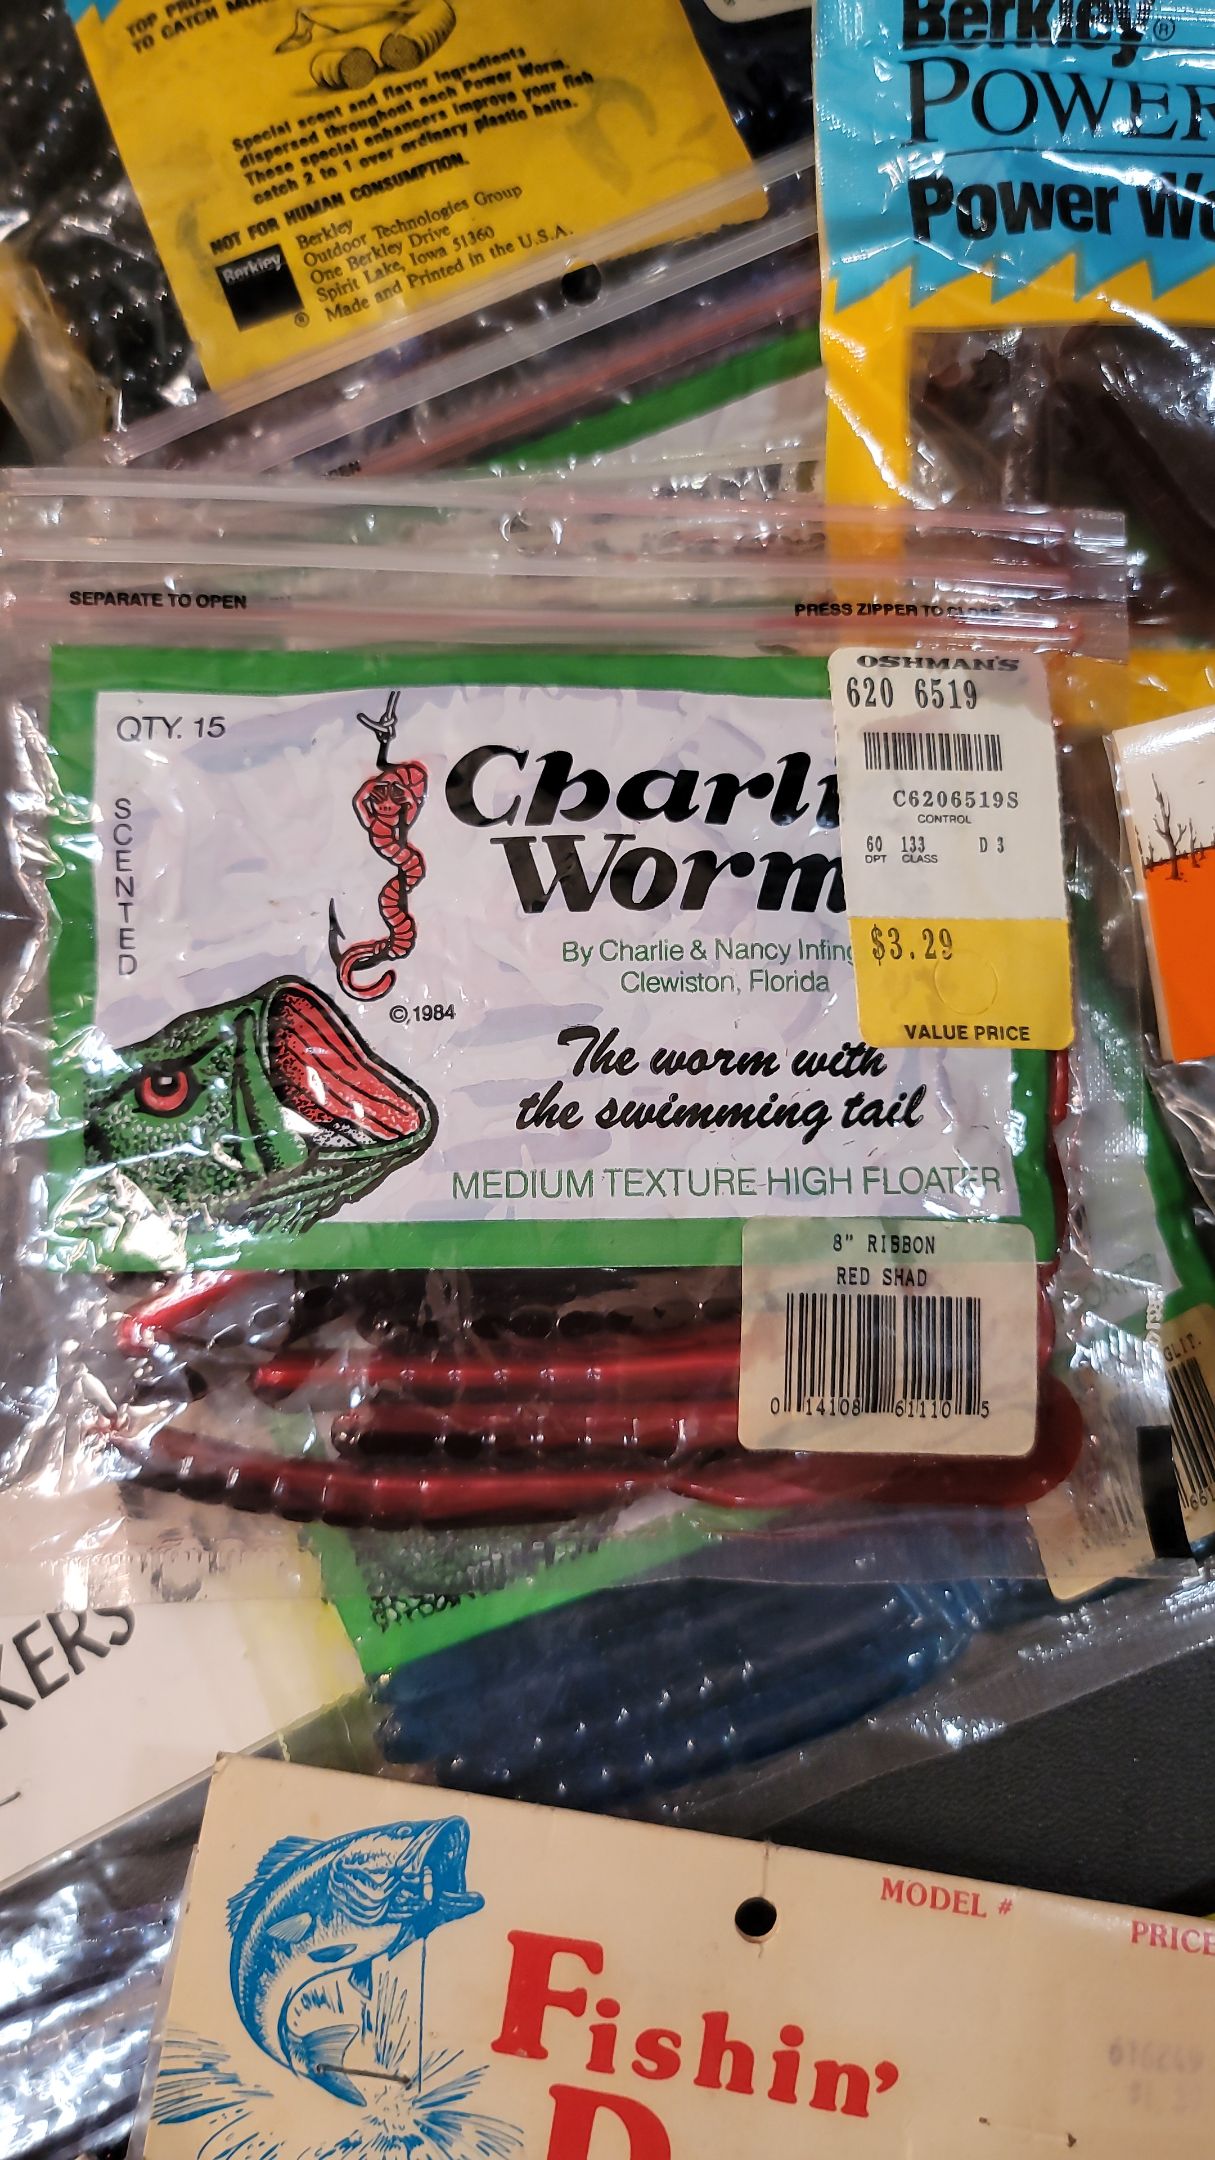 TO CATCH
Special scent and flavor ingredients
dispersed throughout each Power Worm.
These special enhancers improve your fish
catch 2 to 1 over ordinary plastic baits.
NOT FOR HUMAN CONSUMPTION.
Berkley
Berkley
Outdoor Technologies Group
One Berkley Drive
Spirit Lake, Iowa 51360
® Made and Printed in the U.S.A.
Berkley®
POWER
Power Wo
SEPARATE TO OPEN
PRESS ZIPPER TO CLOSE
QTY. 15
SCENTED
Charli
Worm
By Charlie & Nancy Infing
Clewiston, Florida
© 1984
The worm with
the swimming tail
MEDIUM TEXTURE-HIGH FLOATER
OSHMAN'S
620 6519
C6206519S
CONTROL
60 133 D 3
DPT CLASS
$3.29
VALUE PRICE
8" RIBBON
RED SHAD
0 14108 61110 5
GLIT.
KERS
MODEL #
PRICE
Fishin'